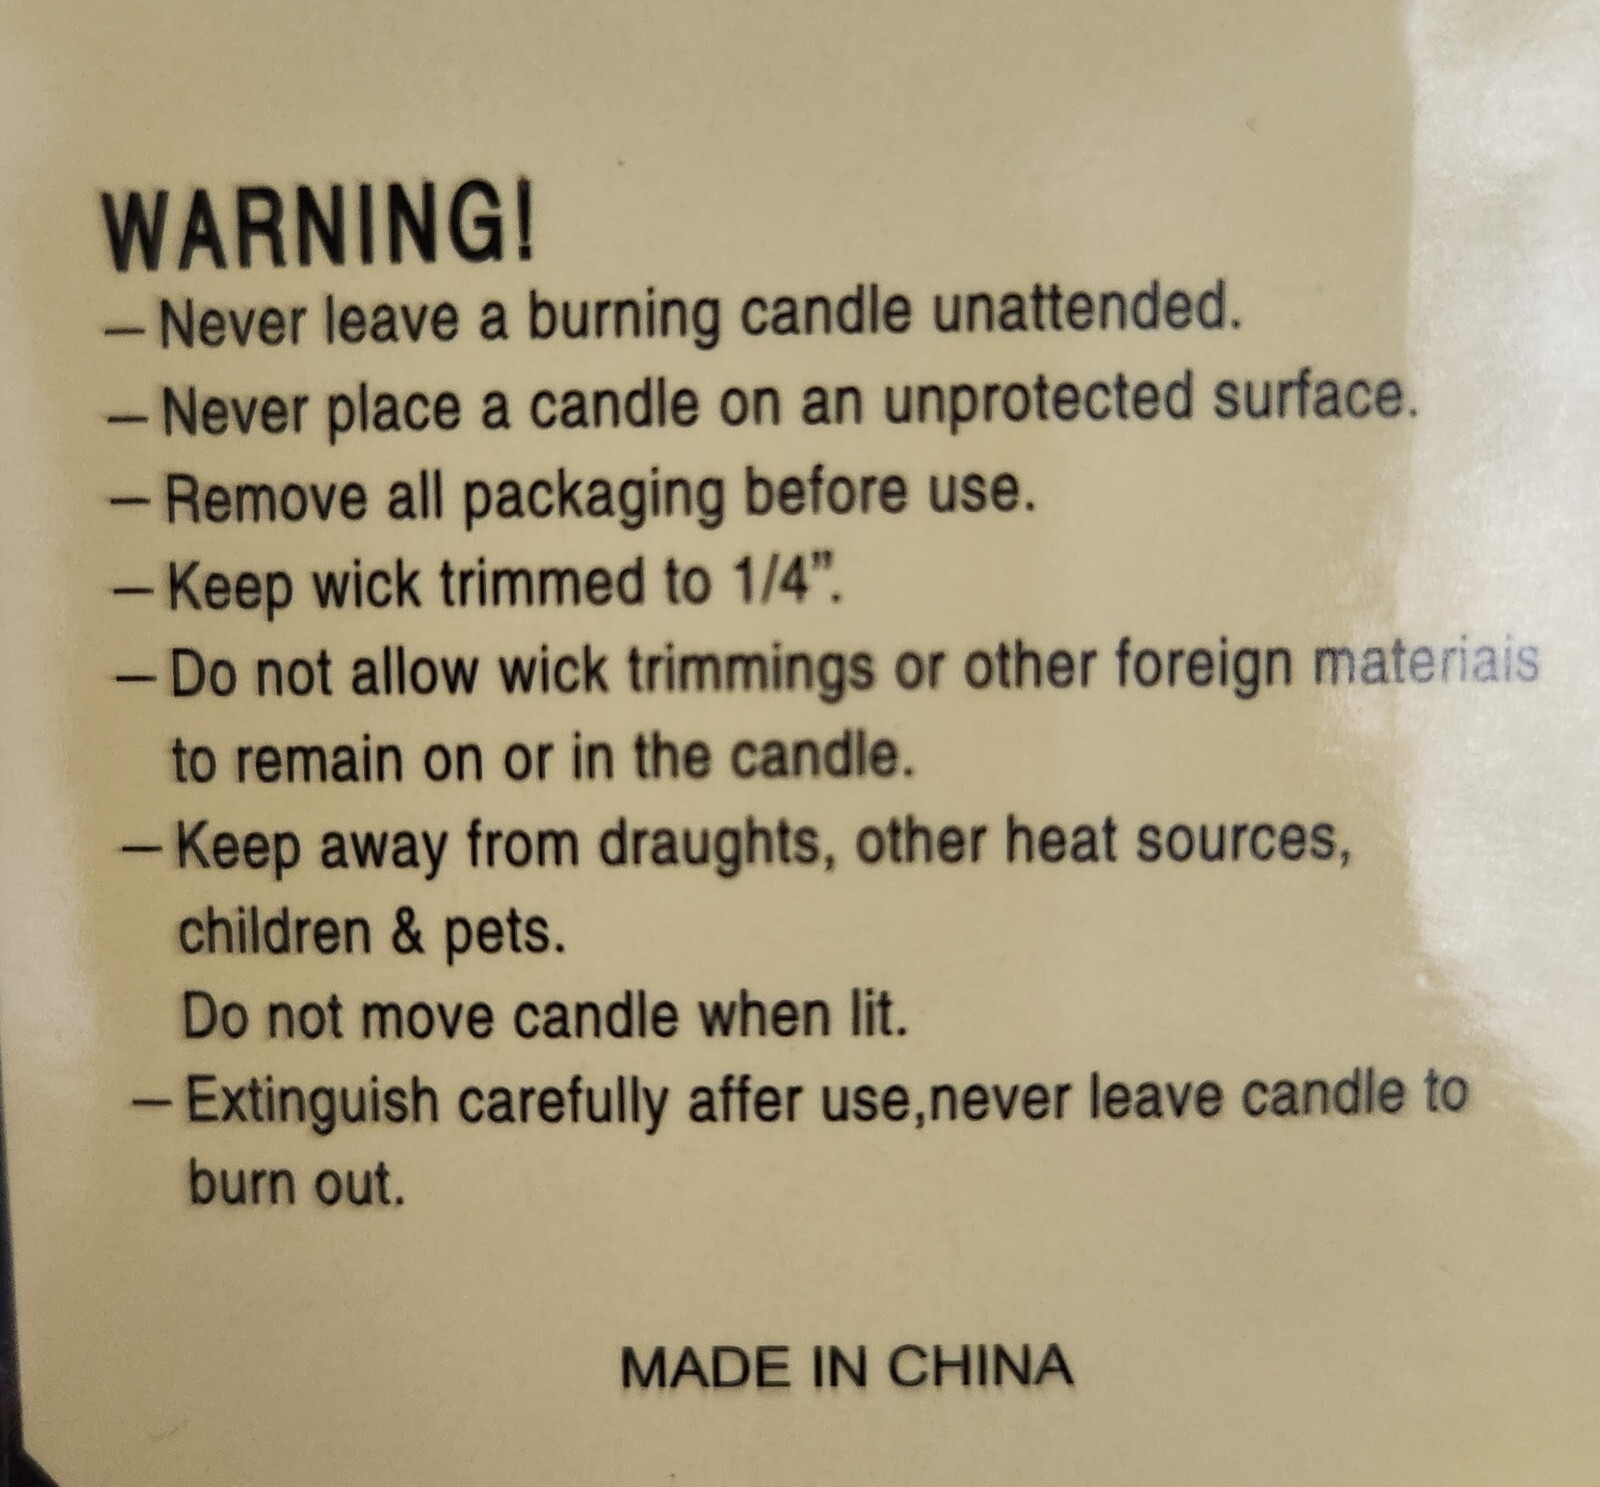 WARNING!
– Never leave a burning candle unattended.
– Never place a candle on an unprotected surface.
– Remove all packaging before use.
– Keep wick trimmed to 1/4”.
– Do not allow wick trimmings or other foreign materiais
to remain on or in the candle.
– Keep away from draughts, other heat sources,
children & pets.
Do not move candle when lit.
– Extinguish carefully affer use,never leave candle to
burn out.
MADE IN CHINA